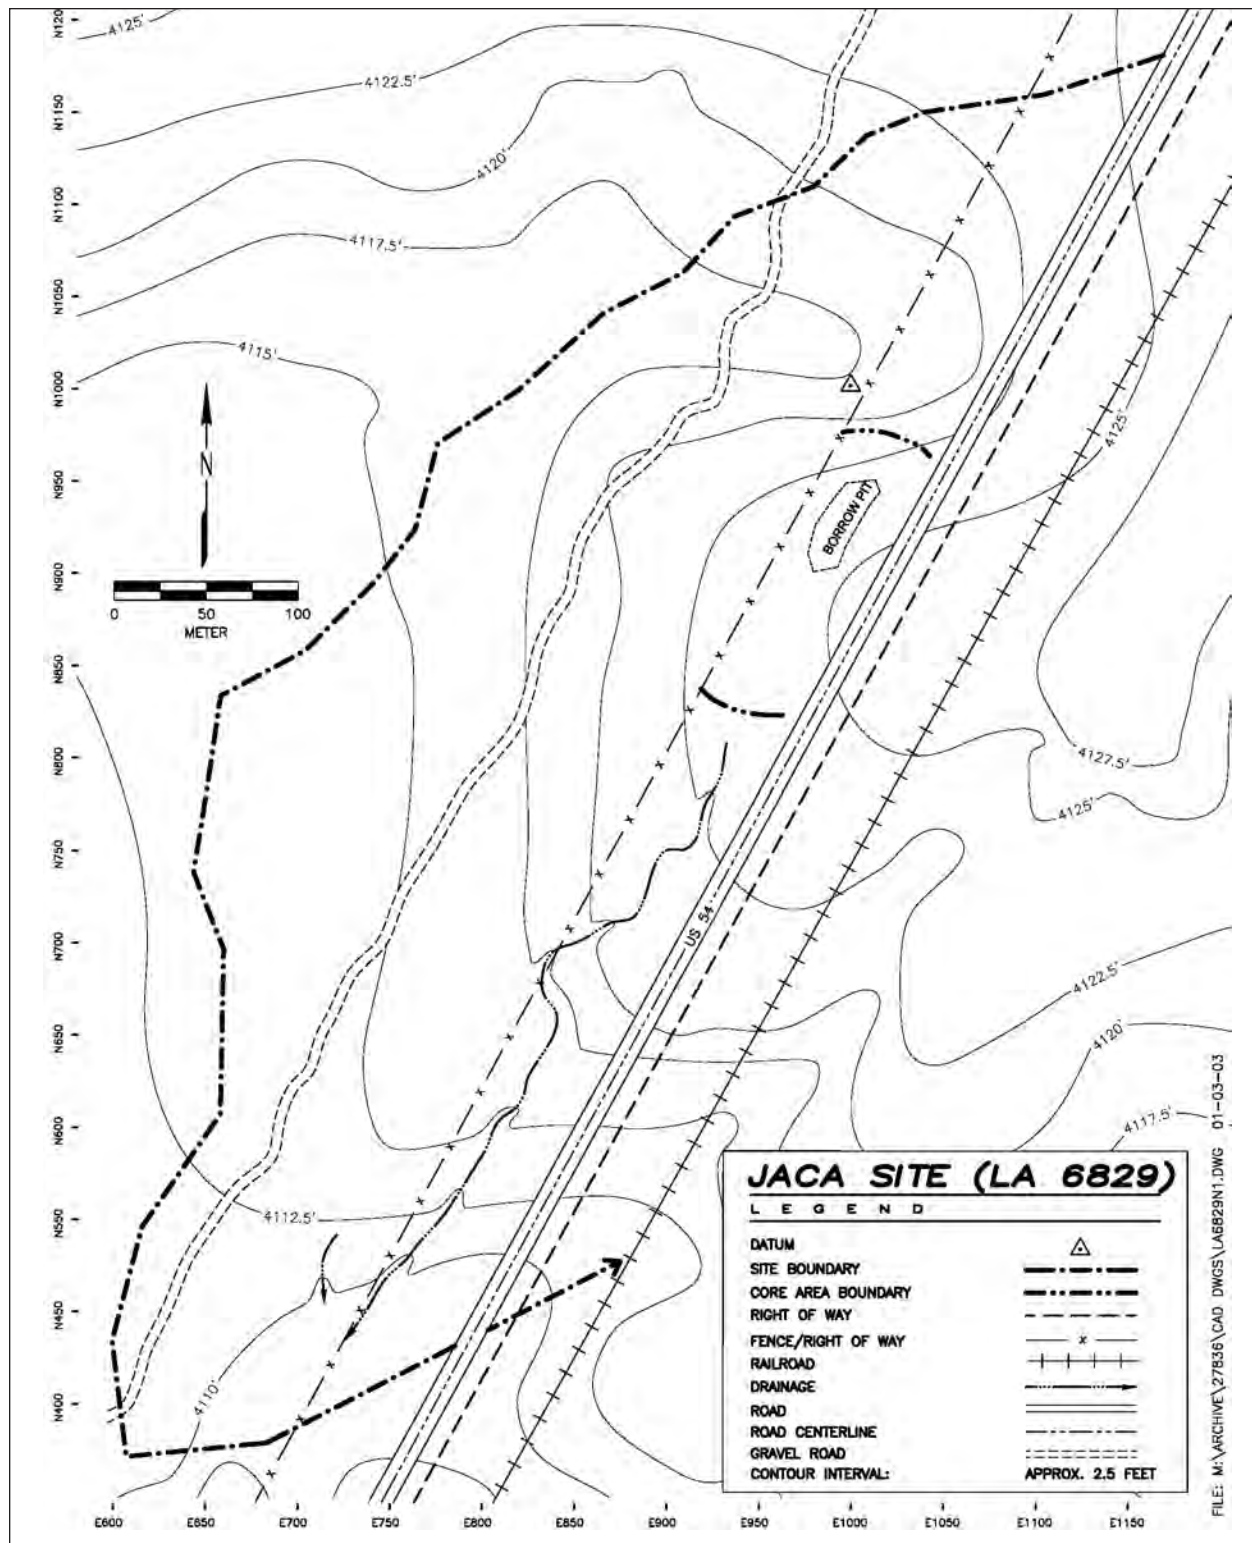 N120
N1150
N1100
N1050
N1000
N950
N900
N850
N800
N750
N700
N650
N600
N550
N450
N400
4125'
4122.5'
4120'
4117.5'
4115'
N
0 50 100
METER
BORROW PIT
4125'
4127.5'
4125'
US 54
4122.5'
4120'
4117.5'
4112.5'
4110'
JACA SITE (LA 6829)
LEGEND
DATUM
SITE BOUNDARY
CORE AREA BOUNDARY
RIGHT OF WAY
FENCE/RIGHT OF WAY x
RAILROAD
DRAINAGE
ROAD
ROAD CENTERLINE
GRAVEL ROAD
CONTOUR INTERVAL: APPROX. 2.5 FEET
FILE: M:\ARCHIVE\27836\CAD DWGS\LA6829N1.DWG 01-03-03
E600 E650 E700 E750 E800 E850 E900 E950 E1000 E1050 E1100 E1150